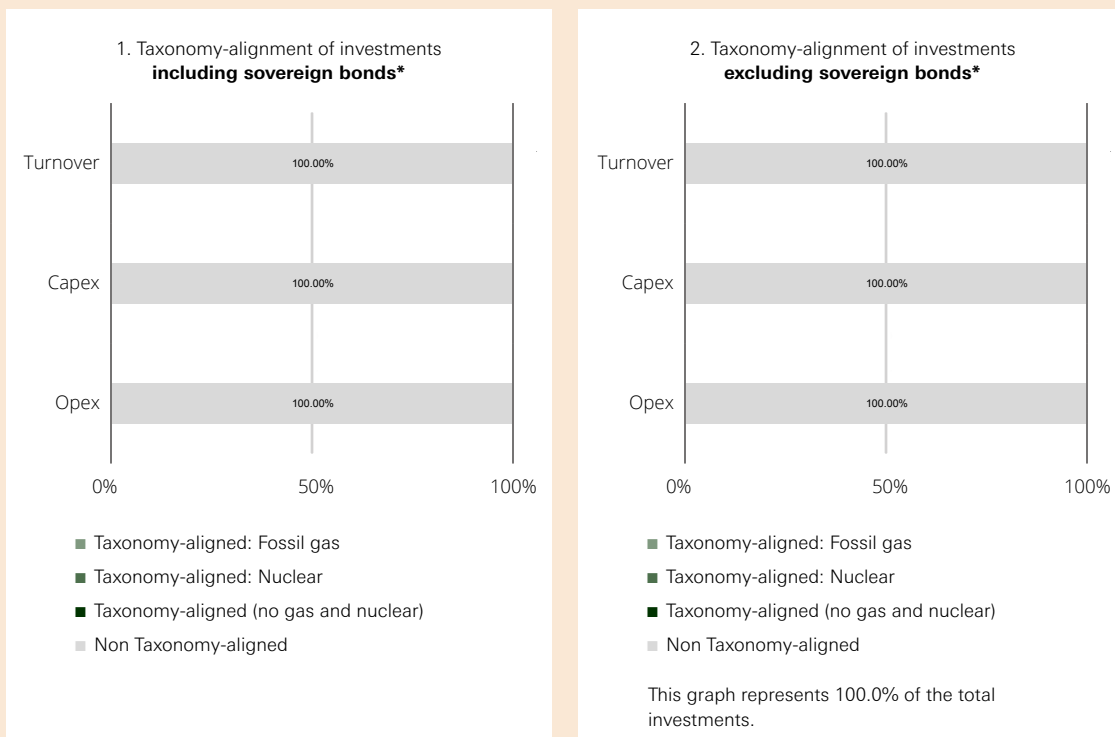 1. Taxonomy-alignment of investments
including sovereign bonds*
Turnover
100.00%
Capex
100.00%
Opex
100.00%
0%
50%
100%
Taxonomy-aligned: Fossil gas
Taxonomy-aligned: Nuclear
Taxonomy-aligned (no gas and nuclear)
Non Taxonomy-aligned
2. Taxonomy-alignment of investments
excluding sovereign bonds*
Turnover
100.00%
Capex
100.00%
Opex
100.00%
0%
50%
100%
Taxonomy-aligned: Fossil gas
Taxonomy-aligned: Nuclear
Taxonomy-aligned (no gas and nuclear)
Non Taxonomy-aligned
This graph represents 100.0% of the total
investments.